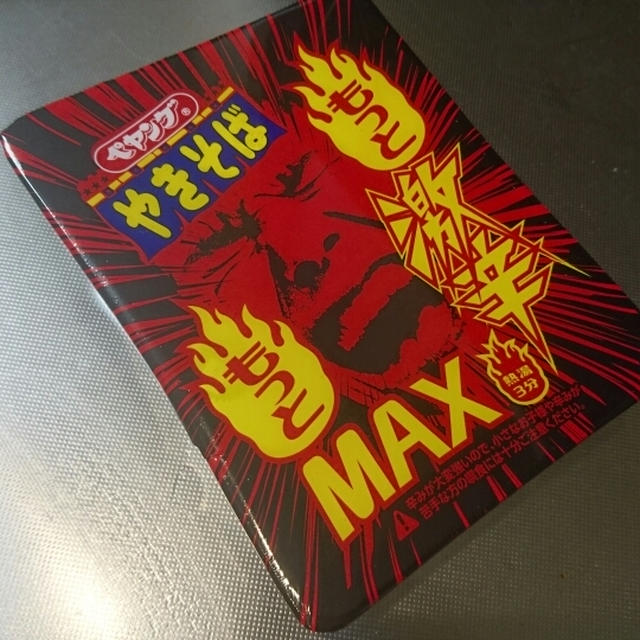 ペヤング®
やきそば
もっと
激辛
もっと
MAX
熱湯
3分
辛みが大変強いので、小さなお子様や辛みが
苦手な方の喫食には十分ご注意ください。